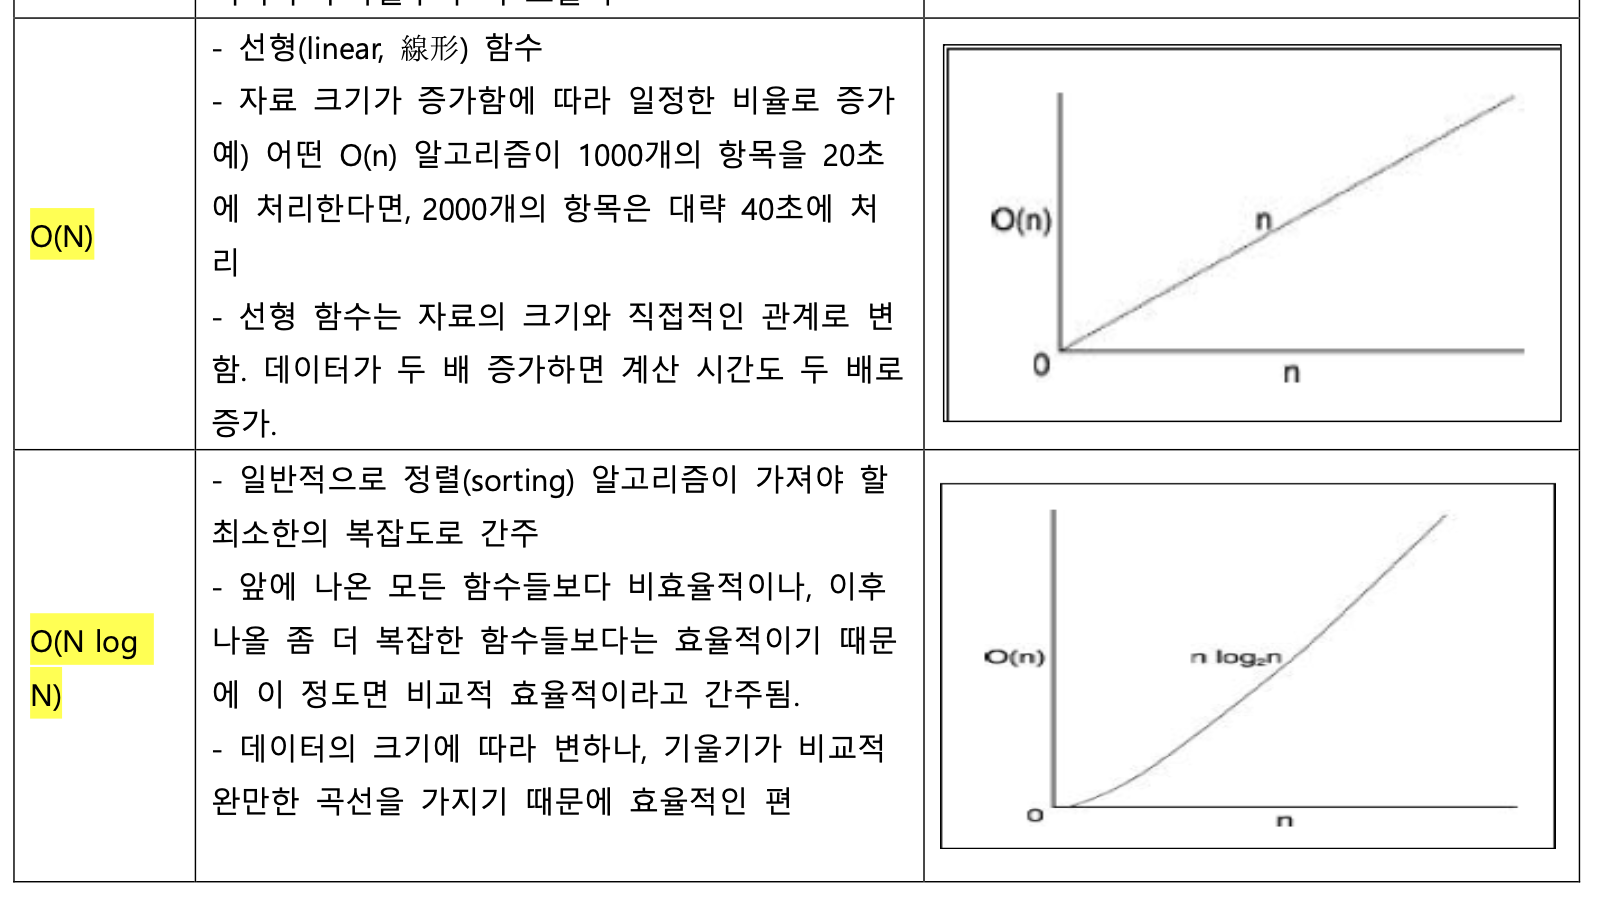 O(N)
- 선형(linear, 線形) 함수
- 자료 크기가 증가함에 따라 일정한 비율로 증가
예) 어떤 O(n) 알고리즘이 1000개의 항목을 20초
에 처리한다면, 2000개의 항목은 대략 40초에 처
리
- 선형 함수는 자료의 크기와 직접적인 관계로 변
함. 데이터가 두 배 증가하면 계산 시간도 두 배로
증가.
O(n)
n
0
n
O(N log
N)
- 일반적으로 정렬(sorting) 알고리즘이 가져야 할
최소한의 복잡도로 간주
- 앞에 나온 모든 함수들보다 비효율적이나, 이후
나올 좀 더 복잡한 함수들보다는 효율적이기 때문
에 이 정도면 비교적 효율적이라고 간주됨.
- 데이터의 크기에 따라 변하나, 기울기가 비교적
완만한 곡선을 가지기 때문에 효율적인 편
O(n)
n log₂n
0
n